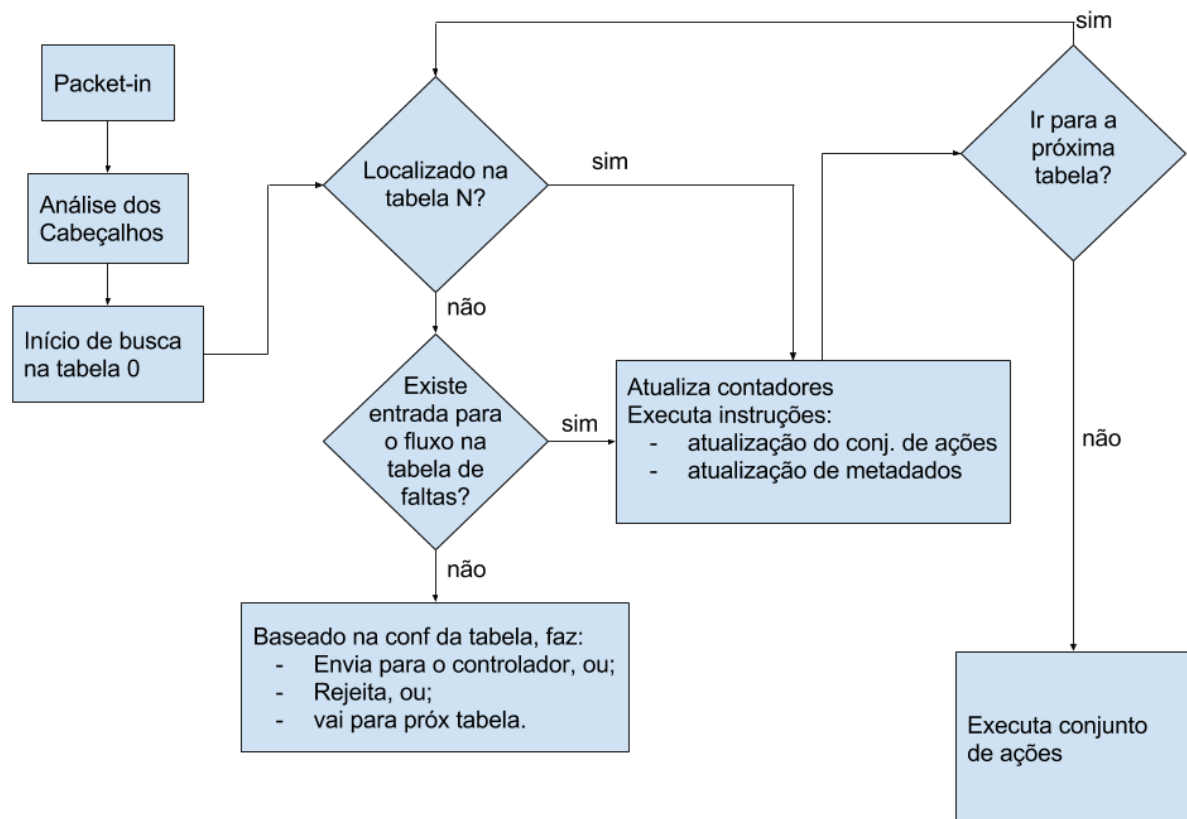 Packet-in
Análise dos
Cabeçalhos
Início de busca
na tabela 0
Localizado na
tabela N?
sim
não
Existe
entrada para
o fluxo na
tabela de
faltas?
sim
não
Baseado na conf da tabela, faz:
- Envia para o controlador, ou;
- Rejeita, ou;
- vai para próx tabela.
Atualiza contadores
Executa instruções:
- atualização do conj. de ações
- atualização de metadados
sim
Ir para a
próxima
tabela?
não
Executa conjunto
de ações